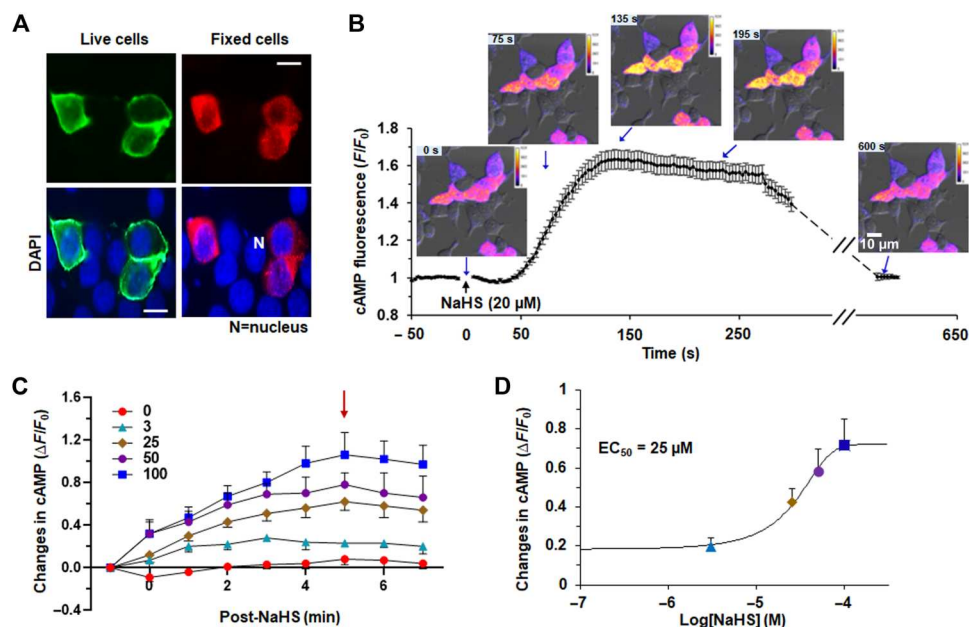 A
Live cells
Fixed cells
DAPI
N
N=nucleus
B
cAMP fluorescence (F/F0)
1.8
1.6
1.4
1.2
1
0.8
0 s
75 s
135 s
195 s
600 s
10 µm
NaHS (20 µM)
– 50
0
50
150
250
650
Time (s)
C
Changes in cAMP (ΔF/F0)
1.6
1.2
0.8
0.4
0.0
–0.4
0
3
25
50
100
0
2
4
6
Post-NaHS (min)
D
Changes in cAMP (ΔF/F0)
1
0.8
0.6
0.4
0.2
0
EC50 = 25 µM
–7
–6
–5
–4
–3
Log[NaHS] (M)